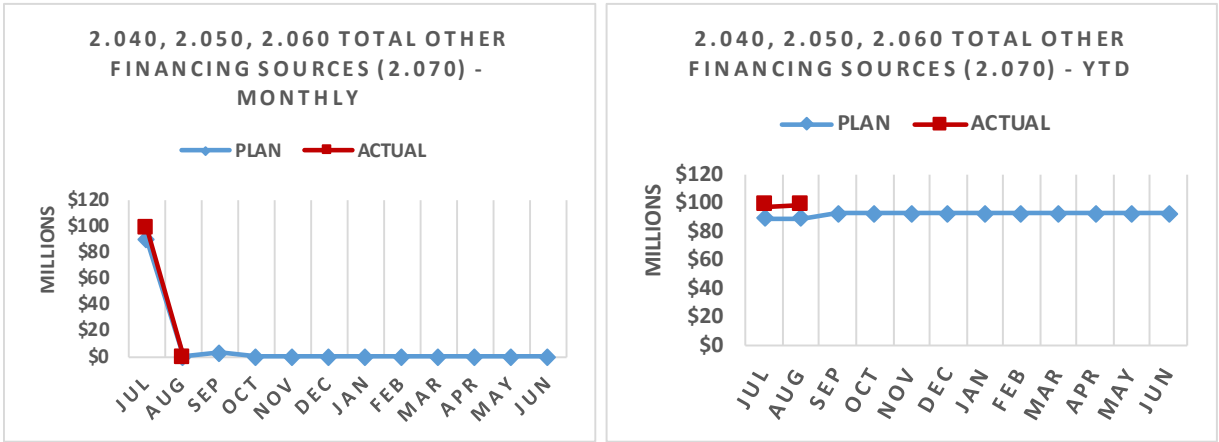 2.040, 2.050, 2.060 TOTAL OTHER
FINANCING SOURCES (2.070) -
MONTHLY
PLAN ACTUAL
MILLIONS
$120
$100
$80
$60
$40
$20
$0
JUL AUG SEP OCT NOV DEC JAN FEB MAR APR MAY JUN
2.040, 2.050, 2.060 TOTAL OTHER
FINANCING SOURCES (2.070) - YTD
PLAN ACTUAL
MILLIONS
$120
$100
$80
$60
$40
$20
$0
JUL AUG SEP OCT NOV DEC JAN FEB MAR APR MAY JUN